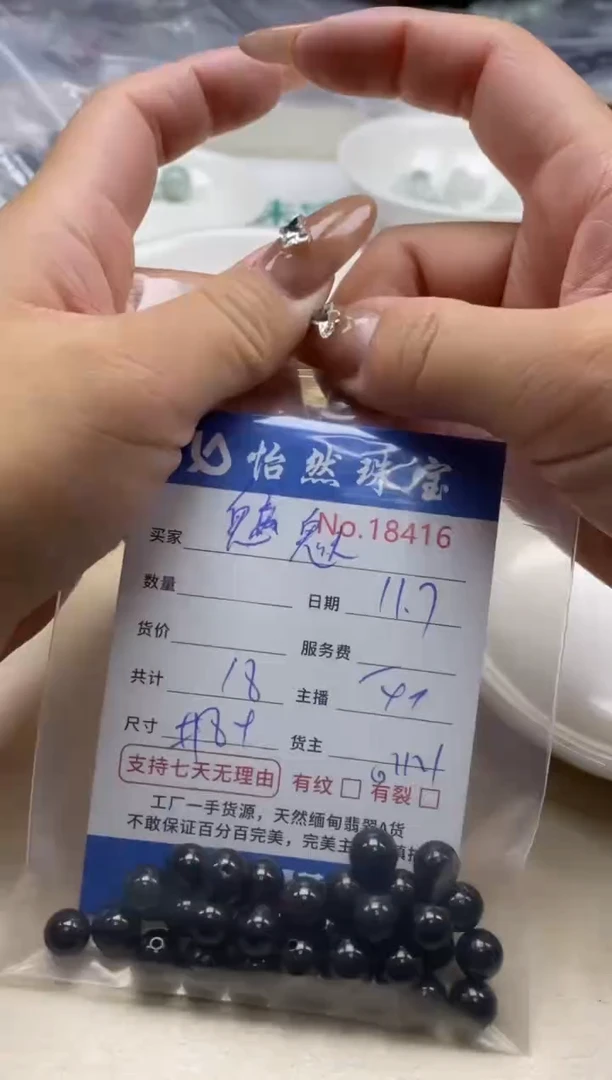 怡然珠宝
No.18416
买家 魑魅
数量 日期 11.7
货价 服务费
共计 18 主播
尺寸 货主
支持七天无理由 有纹 有裂
工厂一手货源，天然缅甸翡翠A货
不敢保证百分百完美，完美主